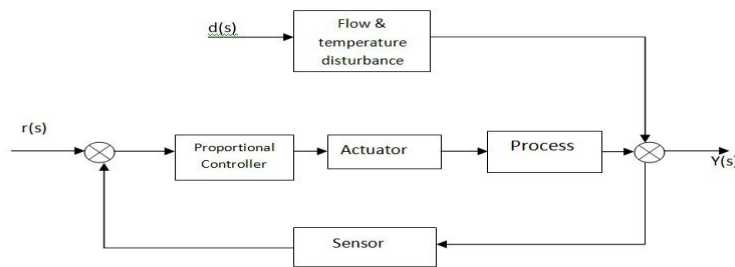 d(s)
Flow &
temperature
disturbance
r(s)
Proportional
Controller
Actuator
Process
Y(s)
Sensor